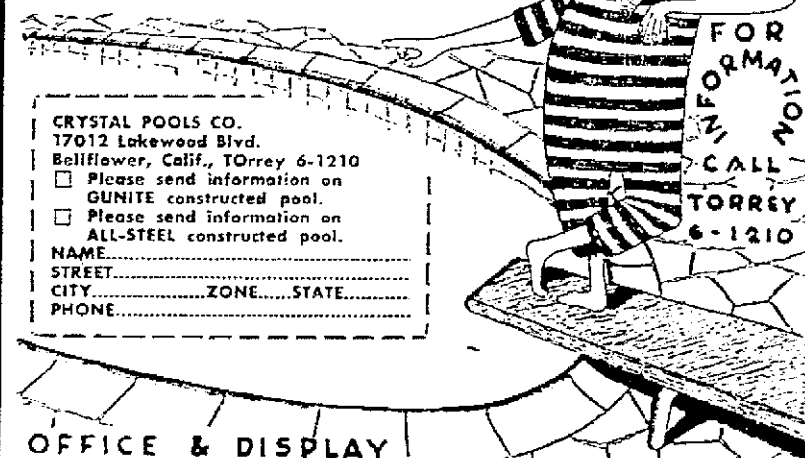 FOR
INFORMATION
CALL
TORREY
6-1210
CRYSTAL POOLS CO.
17012 Lakewood Blvd.
Bellflower, Calif., TOrrey 6-1210
☐ Please send information on
GUNITE constructed pool.
☐ Please send information on
ALL-STEEL constructed pool.
NAME
STREET
CITY ZONE STATE
PHONE
OFFICE & DISPLAY